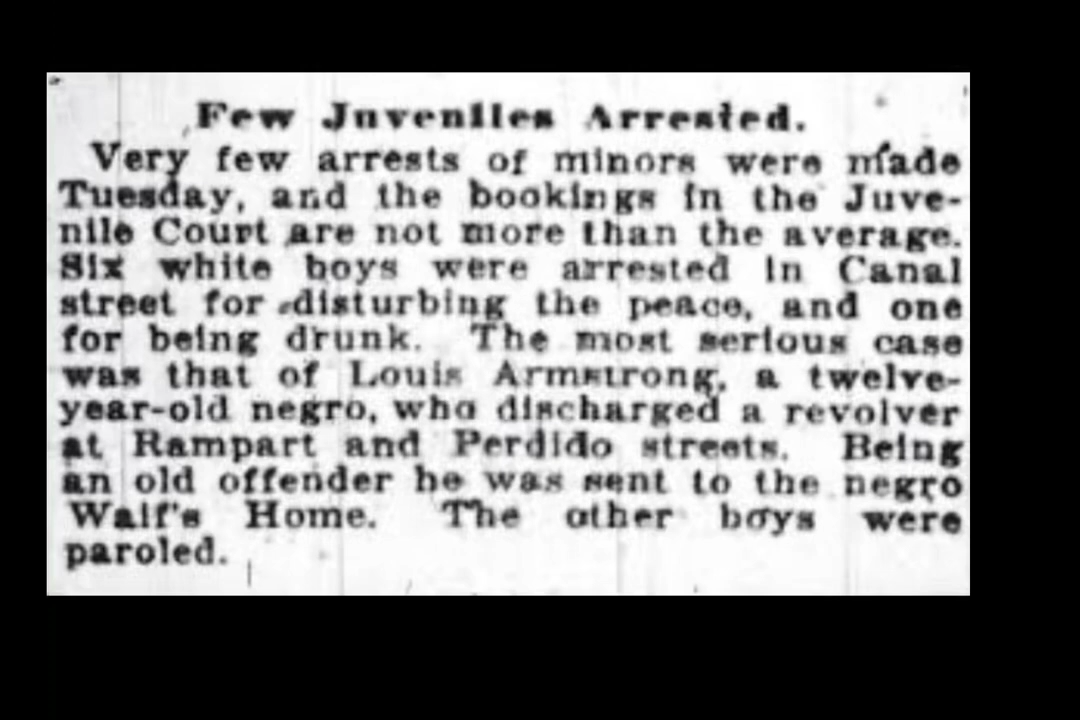 Few Juveniles Arrested.
Very few arrests of minors were made
Tuesday, and the bookings in the Juve-
nile Court are not more than the average.
Six white boys were arrested in Canal
street for disturbing the peace, and one
for being drunk. The most serious case
was that of Louis Armstrong, a twelve-
year-old negro, who discharged a revolver
at Rampart and Perdido streets. Being
an old offender he was sent to the negro
Waif's Home. The other boys were
paroled.